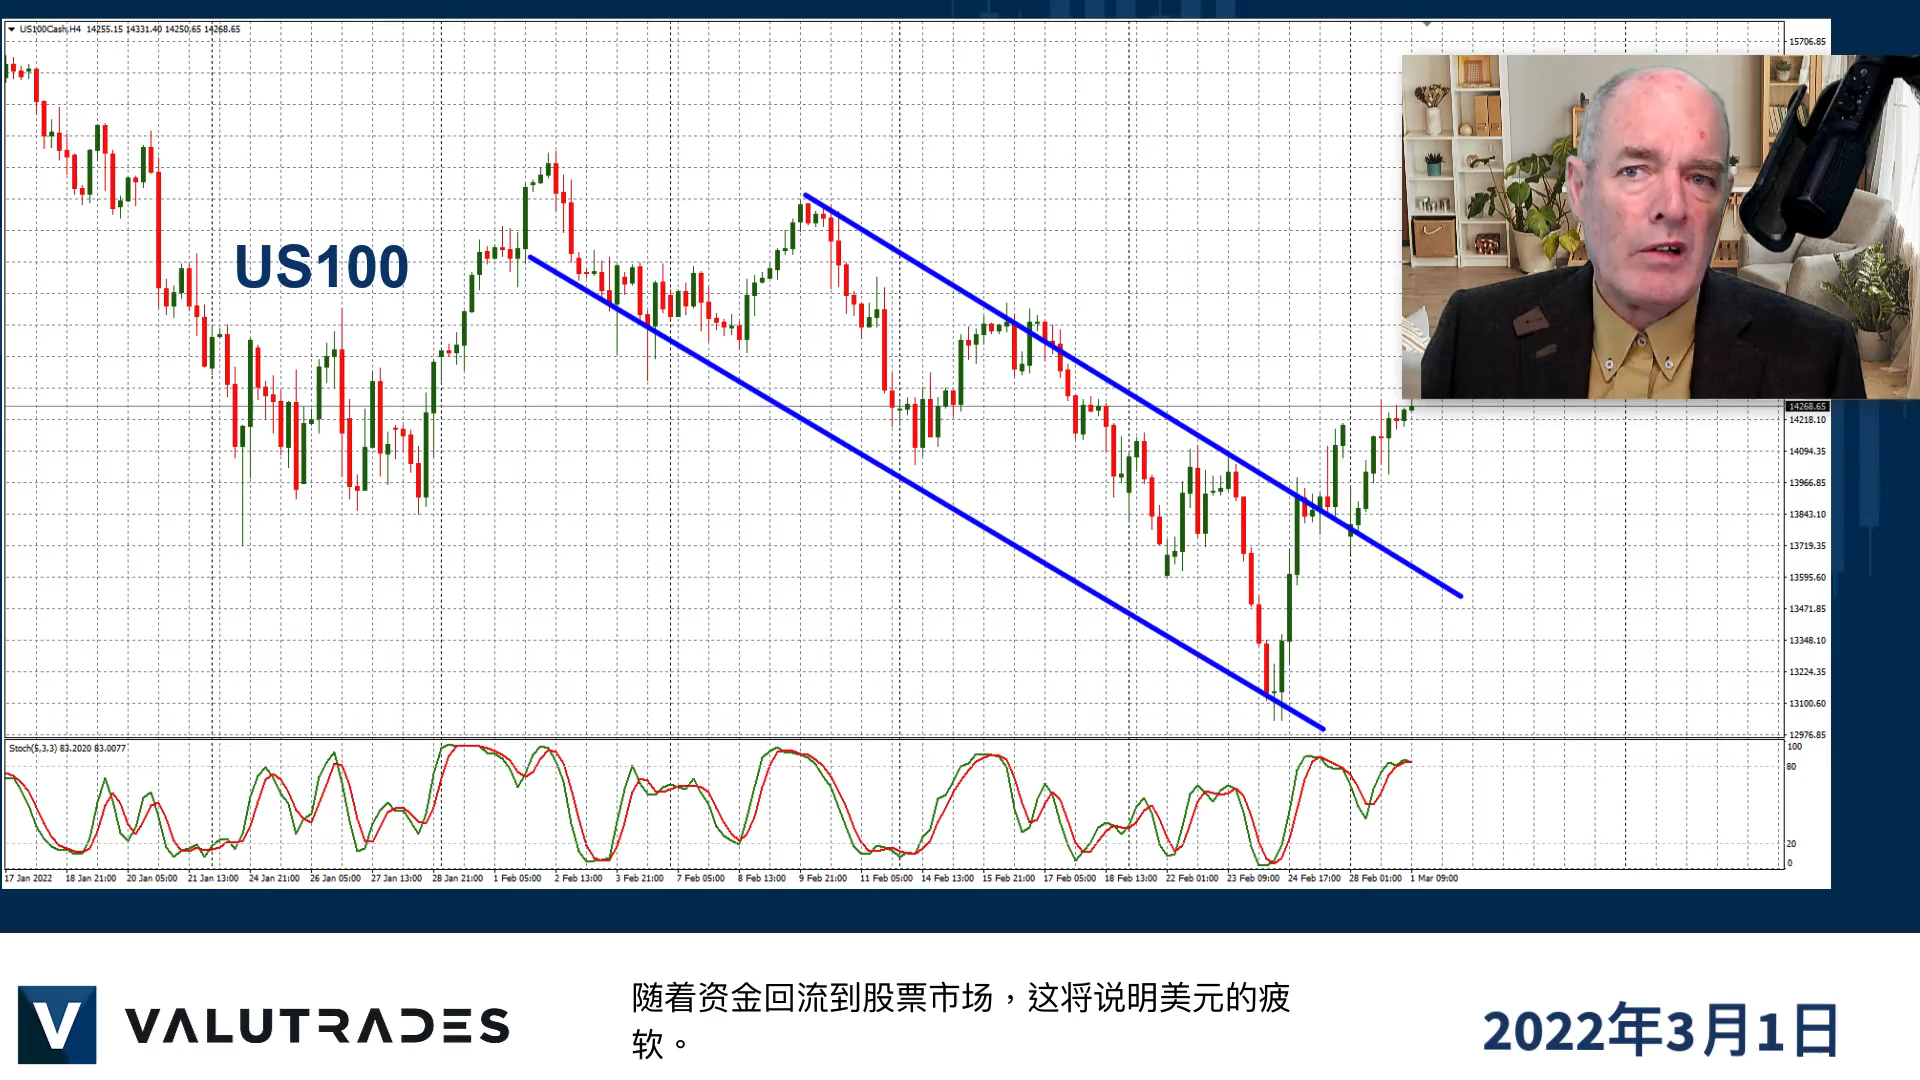 US100Cash,H4 14255.15 14331.40 14250.65 14268.65
US100
15706.85
14268.65
14218.10
14094.35
13966.85
13843.10
13719.35
13595.60
13471.85
13348.10
13224.35
13100.60
12976.85
Stoch(5,3,3) 83.2020 83.0077
100
80
20
0
17 Jan 2022 18 Jan 21:00 20 Jan 05:00 21 Jan 13:00 24 Jan 21:00 26 Jan 05:00 27 Jan 13:00 28 Jan 21:00 1 Feb 05:00 2 Feb 13:00 3 Feb 21:00 7 Feb 05:00 8 Feb 13:00 9 Feb 21:00 11 Feb 05:00 14 Feb 13:00 15 Feb 21:00 17 Feb 05:00 18 Feb 13:00 22 Feb 01:00 23 Feb 09:00 24 Feb 17:00 28 Feb 01:00 1 Mar 09:00
VALUTRADES
随着资金回流到股票市场，这将说明美元的疲
软。
2022年3月1日